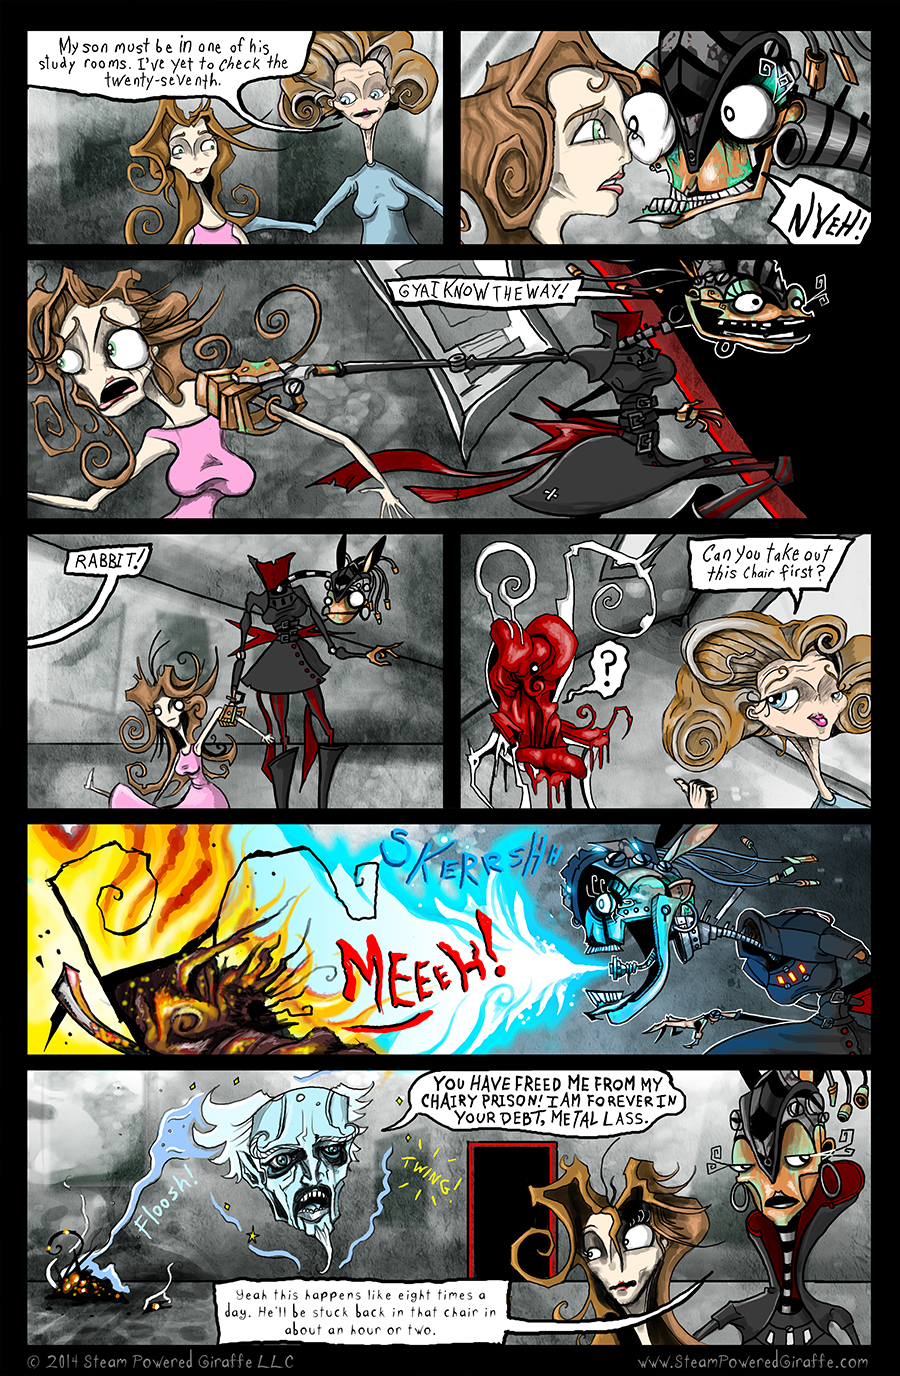 My son must be in one of his
study rooms. I've yet to check the
twenty-seventh.
NYEH!
GYAI KNOW THE WAY!
RABBIT!
Can you take out
this chair first?
?
SKERRSHH
MEEEH!
YOU HAVE FREED ME FROM MY
CHAIRY PRISON! I AM FOREVER IN
YOUR DEBT, METAL LASS.
Floosh!
TWING!
Yeah this happens like eight times a
day. He'll be stuck back in that chair in
about an hour or two.
© 2014 Steam Powered Giraffe LLC
www.SteamPoweredGiraffe.com